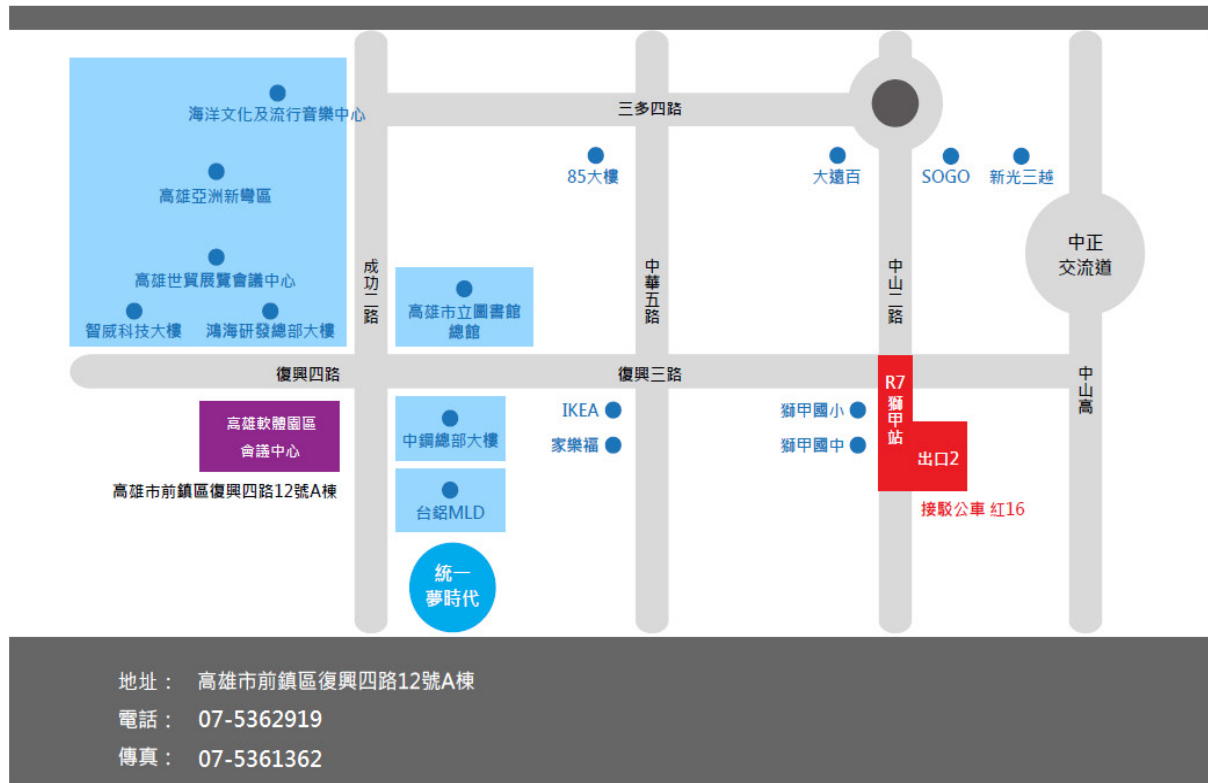 海洋文化及流行音樂中心
三多四路
85大樓
大遠百
SOGO
新光三越
高雄亞洲新彎區
中正
交流道
高雄世貿展覽會議中心
智威科技大樓
鴻海研發總部大樓
成功二路
高雄市立圖書館
總館
中華五路
中山二路
復興四路
復興三路
中山高
R7
獅甲站
出口2
接駁公車 紅16
高雄軟體園區
會議中心
高雄市前鎮區復興四路12號A棟
中鋼總部大樓
IKEA
家樂福
獅甲國小
獅甲國中
台鋁MLD
統一
夢時代
地址： 高雄市前鎮區復興四路12號A棟
電話： 07-5362919
傳真： 07-5361362